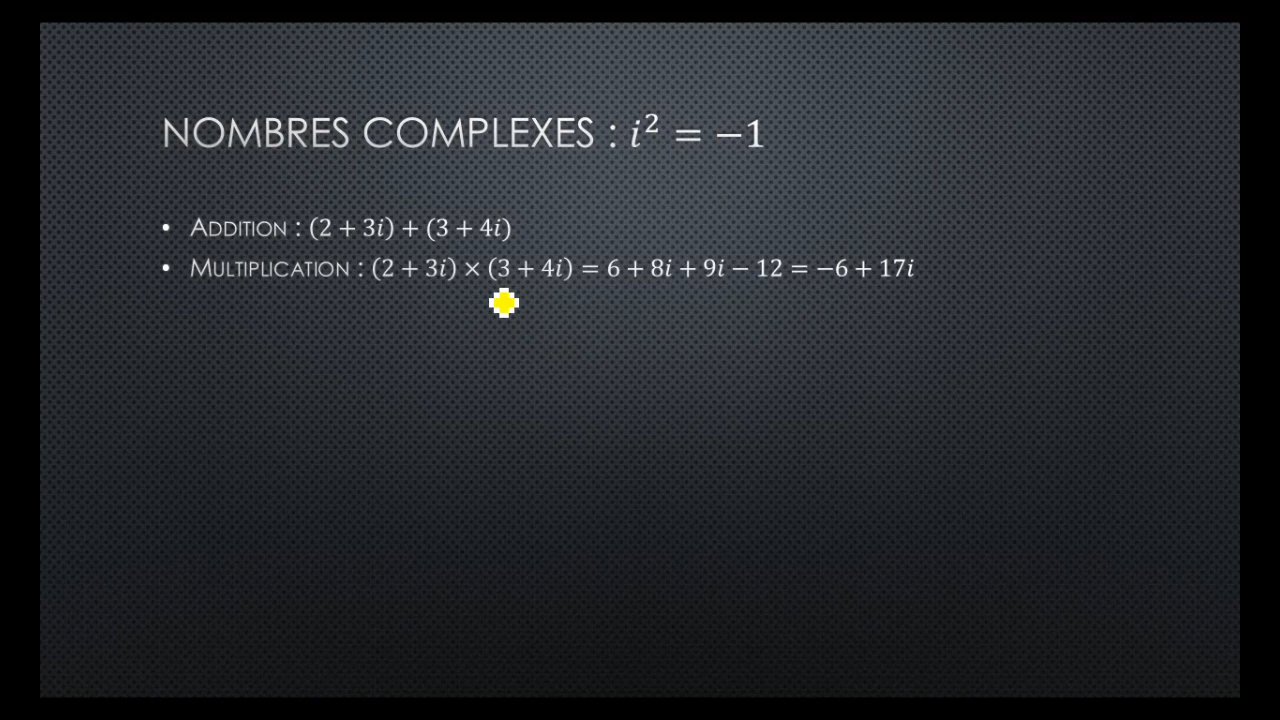 NOMBRES COMPLEXES : i² = −1
• ADDITION : (2 + 3i) + (3 + 4i)
• MULTIPLICATION : (2 + 3i) × (3 + 4i) = 6 + 8i + 9i − 12 = −6 + 17i